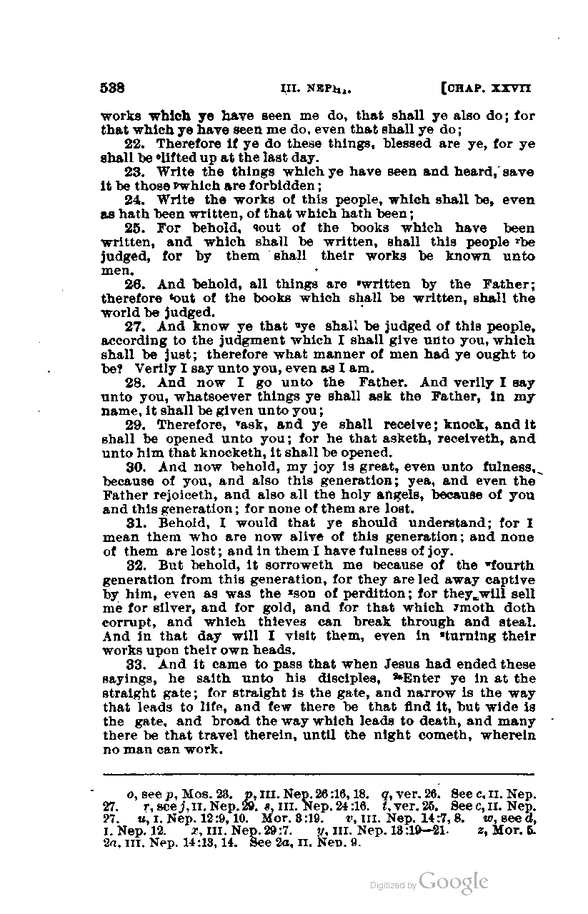 538 III. NEPHI. [CHAP. XXVII
works which ye have seen me do, that shall ye also do; for
that which ye have seen me do, even that shall ye do;
22. Therefore if ye do these things, blessed are ye, for ye
shall be ᵒlifted up at the last day.
23. Write the things which ye have seen and heard, save
it be those ᵖwhich are forbidden;
24. Write the works of this people, which shall be, even
as hath been written, of that which hath been;
25. For behold, qout of the books which have been
written, and which shall be written, shall this people ʳbe
judged, for by them shall their works be known unto
men.
26. And behold, all things are ˢwritten by the Father;
therefore ᵗout of the books which shall be written, shall the
world be judged.
27. And know ye that ᵘye shall be judged of this people,
according to the judgment which I shall give unto you, which
shall be just; therefore what manner of men had ye ought to
be? Verily I say unto you, even as I am.
28. And now I go unto the Father. And verily I say
unto you, whatsoever things ye shall ask the Father, in my
name, it shall be given unto you;
29. Therefore, ᵛask, and ye shall receive; knock, and it
shall be opened unto you; for he that asketh, receiveth, and
unto him that knocketh, it shall be opened.
30. And now behold, my joy is great, even unto fulness,
because of you, and also this generation; yea, and even the
Father rejoiceth, and also all the holy angels, because of you
and this generation; for none of them are lost.
31. Behold, I would that ye should understand; for I
mean them who are now alive of this generation; and none
of them are lost; and in them I have fulness of joy.
32. But behold, it sorroweth me because of the ʷfourth
generation from this generation, for they are led away captive
by him, even as was the ˣson of perdition; for they will sell
me for silver, and for gold, and for that which ʸmoth doth
corrupt, and which thieves can break through and steal.
And in that day will I visit them, even in ᶻturning their
works upon their own heads.
33. And it came to pass that when Jesus had ended these
sayings, he saith unto his disciples, ²ᵃEnter ye in at the
straight gate; for straight is the gate, and narrow is the way
that leads to life, and few there be that find it, but wide is
the gate, and broad the way which leads to death, and many
there be that travel therein, until the night cometh, wherein
no man can work.
o, see p, Mos. 23. p, III. Nep. 26:16, 18. q, ver. 26. See c, II. Nep.
27. r, see j, II. Nep. 29. s, III. Nep. 24:16. t, ver. 25. See c, II. Nep.
27. u, I. Nep. 12:9, 10. Mor. 3:19. v, III. Nep. 14:7, 8. w, see d,
I. Nep. 12. x, III. Nep. 29:7. y, III. Nep. 13:19—21. z, Mor. 5.
2a, III. Nep. 14:13, 14. See 2a, II. Nep. 9.
Digitized by Google